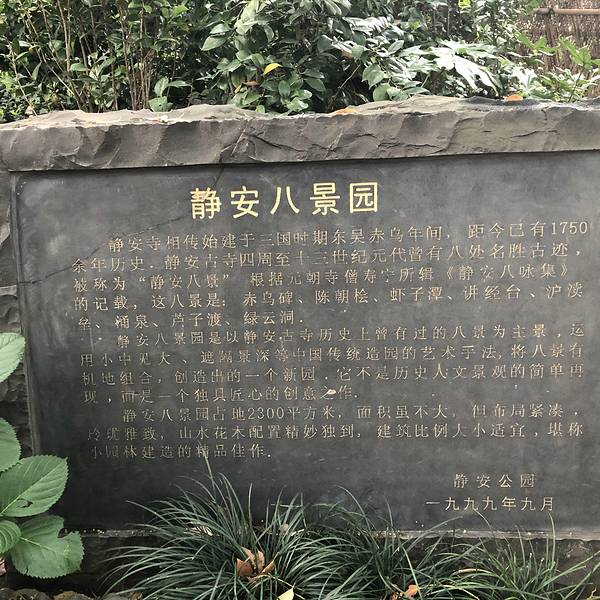 静安八景园
静安寺相传始建于三国时期东吴赤乌年间，距今已有1750
余年历史．静安古寺四周至十三世纪元代曾有八处名胜古迹，
被称为“静安八景”根据元朝寺僧寿宁所辑《静安八咏集》
的记载，这八景是：赤乌碑、陈朝桧、虾子潭、讲经台、沪渎
垒、涌泉、芦子渡、绿云洞．
静安八景园是以静安古寺历史上曾有过的八景为主景，运
用小中见大、遮隔景深等中国传统造园的艺术手法，将八景有
机地组合，创造出的一个新园．它不是历史人文景观的简单再
现，而是一个独具匠心的创意之作．
静安八景园占地2300平方米，面积虽不大，但布局紧凑，
玲珑雅致，山水花木配置精妙独到，建筑比例大小适宜，堪称
小园林建造的精品佳作．
静安公园
一九九九年九月